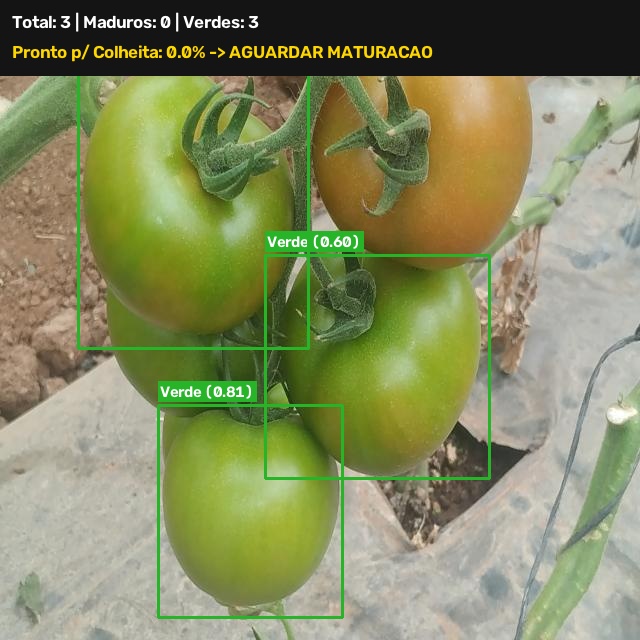 Total: 3 | Maduros: 0 | Verdes: 3
Pronto p/ Colheita: 0.0% -> AGUARDAR MATURACAO
Verde (0.60)
Verde (0.81)